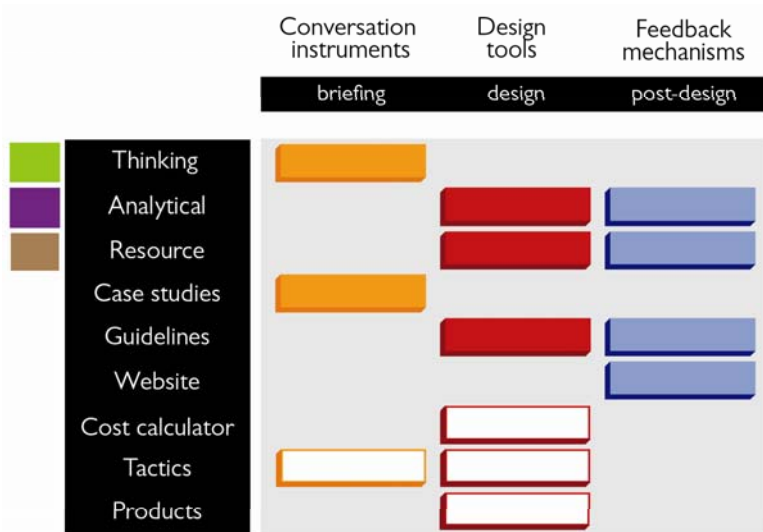 Conversation
instruments
Design
tools
Feedback
mechanisms
briefing
design
post-design
Thinking
Analytical
Resource
Case studies
Guidelines
Website
Cost calculator
Tactics
Products